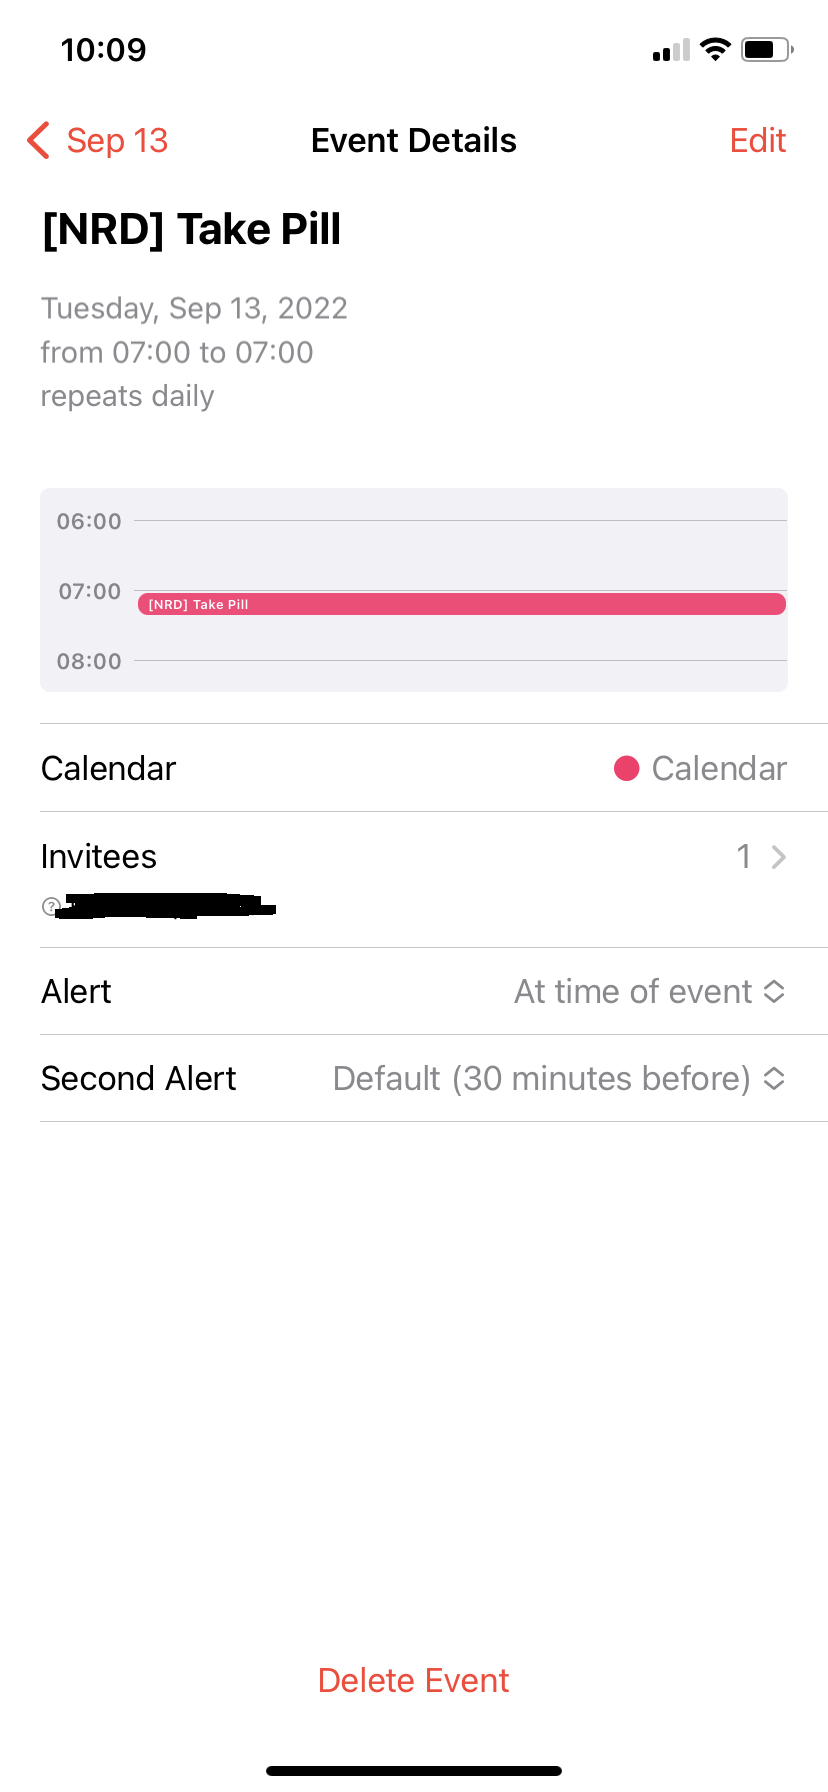 10:09
Sep 13
Event Details
Edit
[NRD] Take Pill
Tuesday, Sep 13, 2022
from 07:00 to 07:00
repeats daily
06:00
07:00
[NRD] Take Pill
08:00
Calendar
Calendar
Invitees
1
?
Alert
At time of event
Second Alert
Default (30 minutes before)
Delete Event